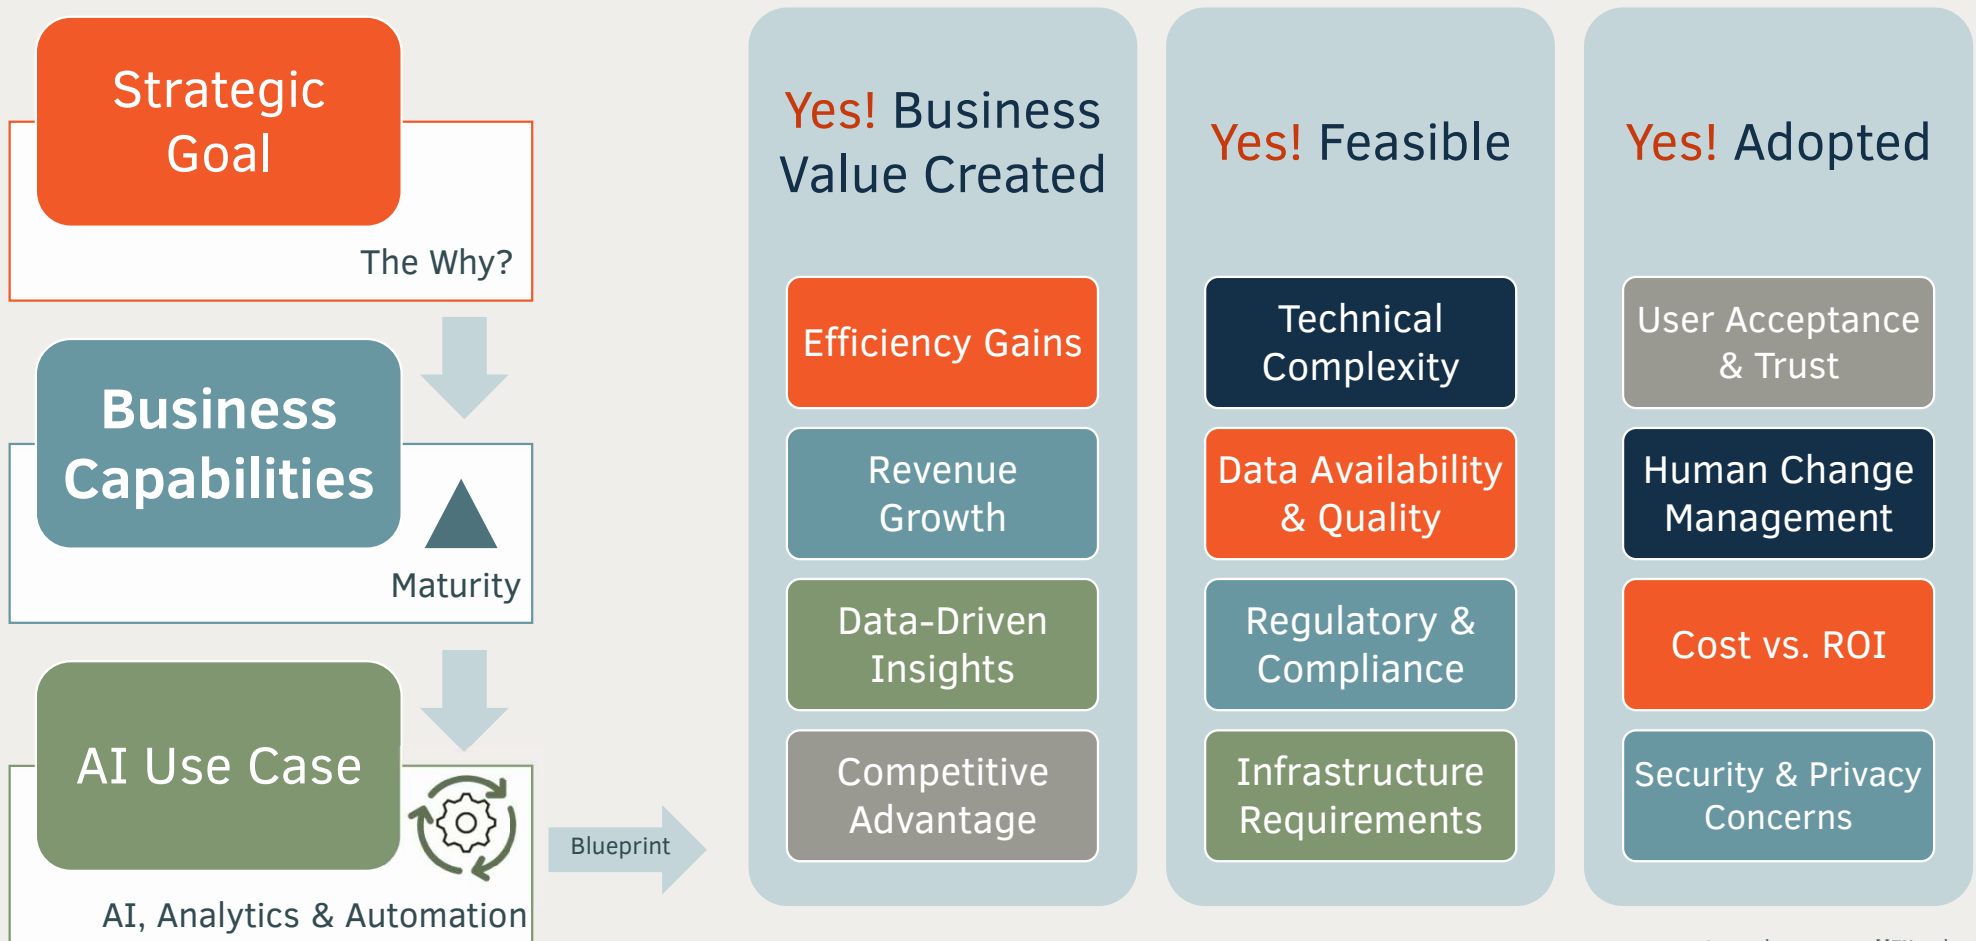 Strategic
Goal
The Why?
Business
Capabilities
Maturity
AI Use Case
AI, Analytics & Automation
Blueprint
Yes! Business
Value Created
Efficiency Gains
Revenue
Growth
Data-Driven
Insights
Competitive
Advantage
Yes! Feasible
Technical
Complexity
Data Availability
& Quality
Regulatory &
Compliance
Infrastructure
Requirements
Yes! Adopted
User Acceptance
& Trust
Human Change
Management
Cost vs. ROI
Security & Privacy
Concerns